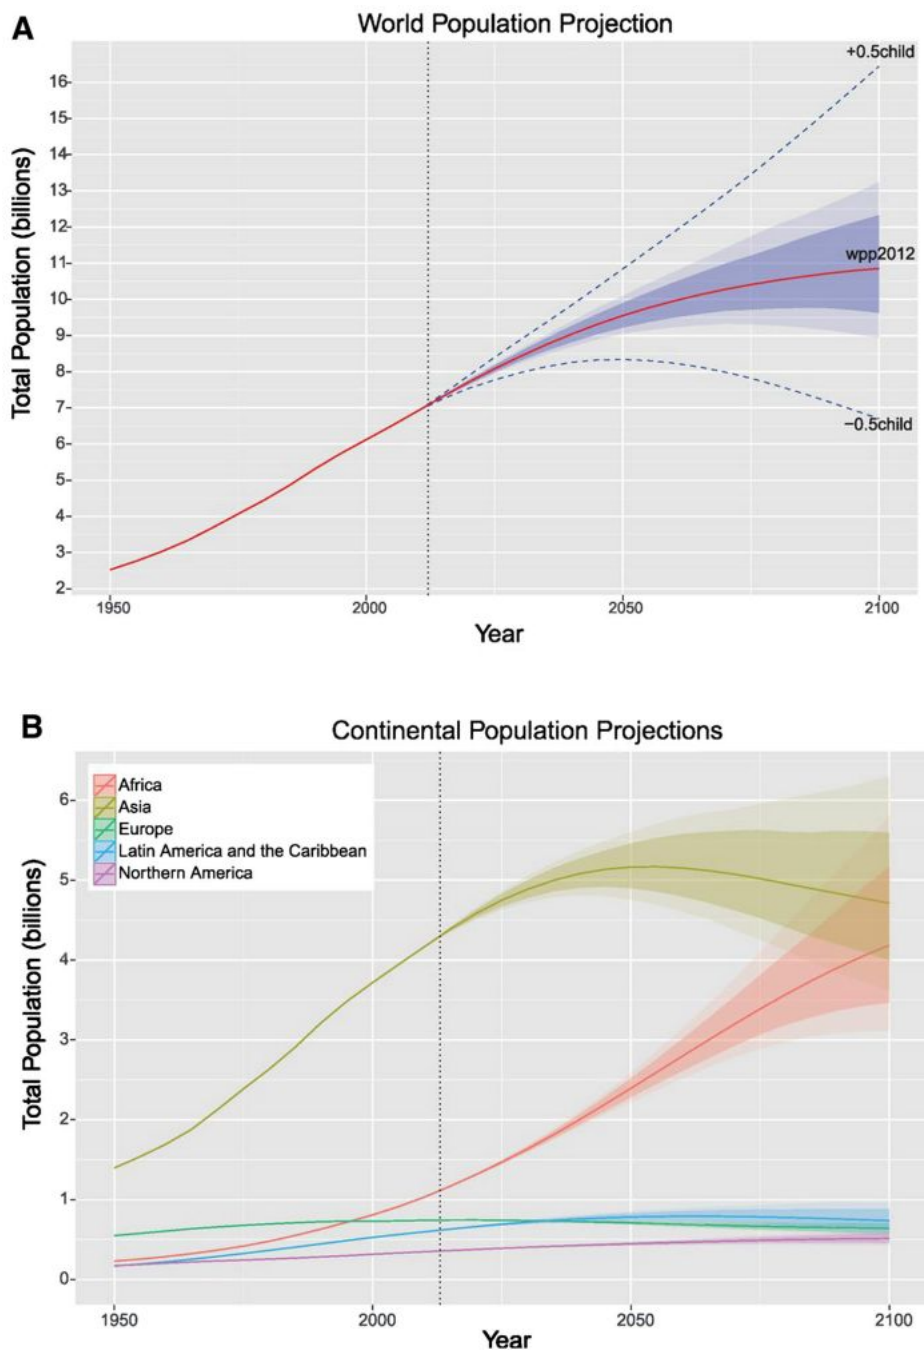 A
World Population Projection
Total Population (billions)
16
15
14
13
12
11
10
9
8
7
6
5
4
3
2
+0.5child
wpp2012
−0.5child
1950
2000
2050
2100
Year
B
Continental Population Projections
Africa
Asia
Europe
Latin America and the Caribbean
Northern America
Total Population (billions)
6
5
4
3
2
1
0
1950
2000
2050
2100
Year